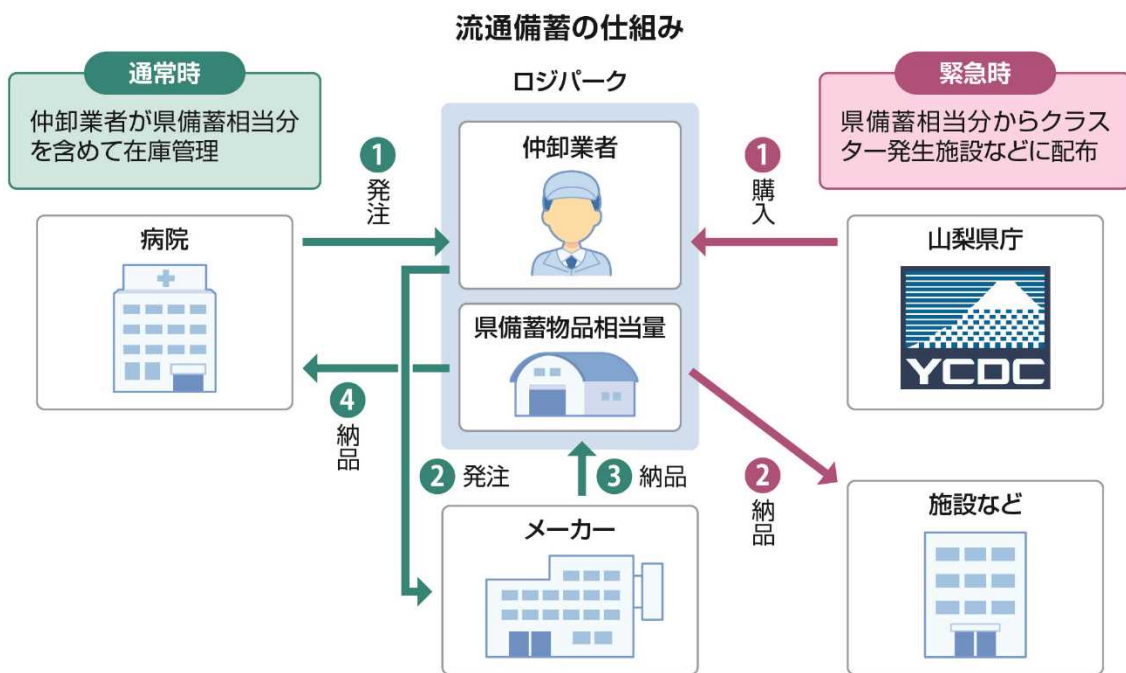 流通備蓄の仕組み
通常時
仲卸業者が県備蓄相当分
を含めて在庫管理
ロジパーク
緊急時
県備蓄相当分からクラス
ター発生施設などに配布
1
発注
仲卸業者
1
購入
病院
山梨県庁
YCDC
県備蓄物品相当量
4
納品
2 発注
3 納品
2
納品
メーカー
施設など